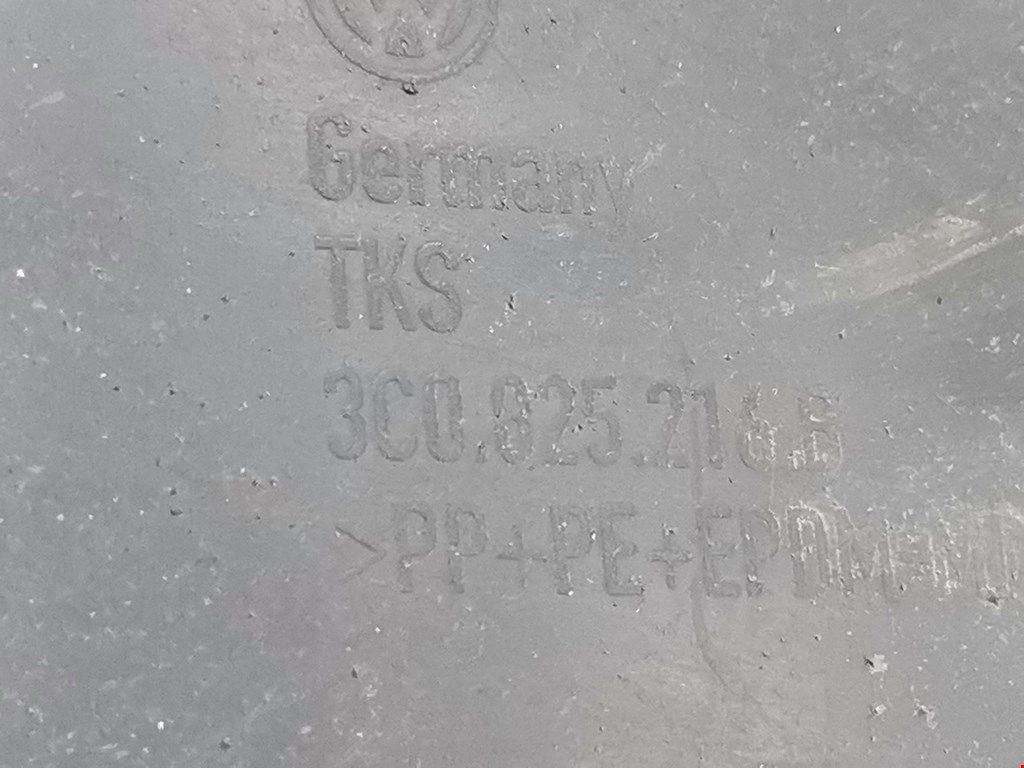 Germany
TKS
3C0.825.216.B
>PP+PE+EPDM